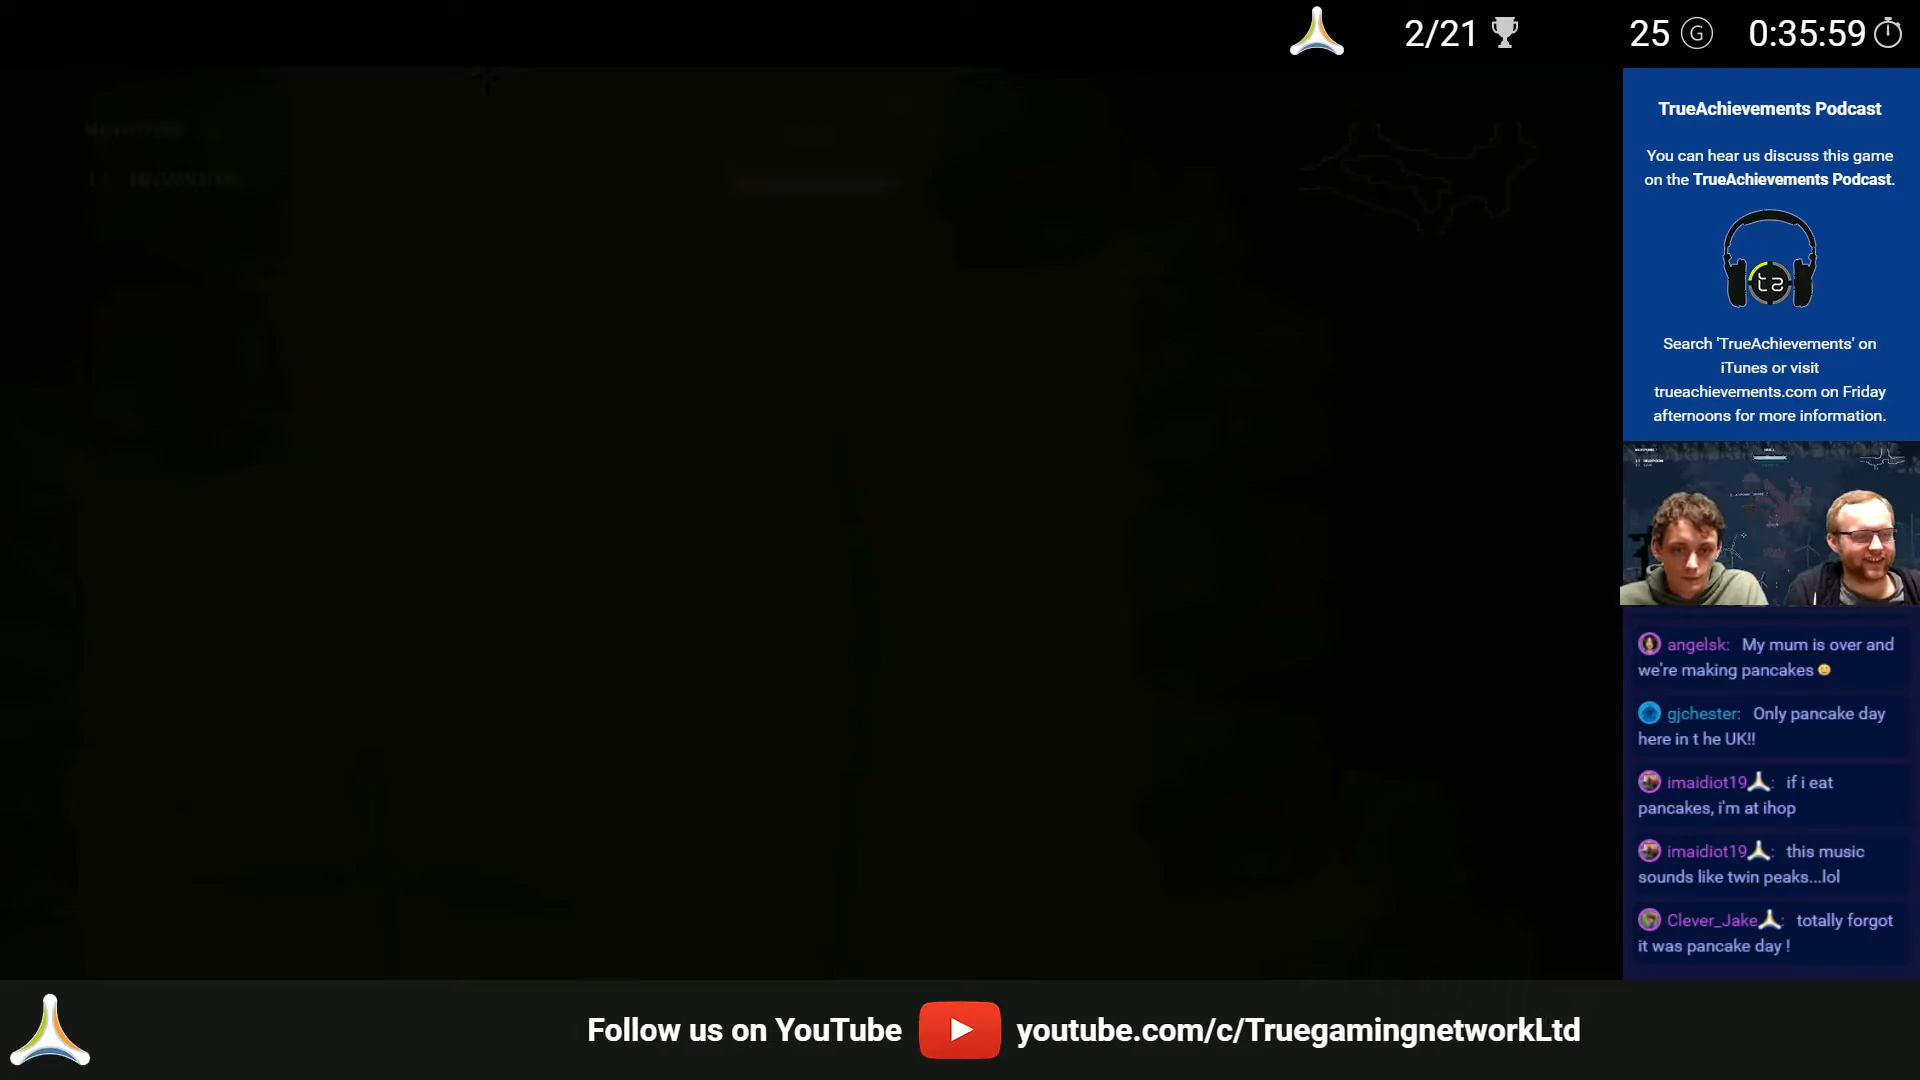 2/21
25 G
0:35:59
TrueAchievements Podcast
You can hear us discuss this game
on the TrueAchievements Podcast.
Search 'TrueAchievements' on
iTunes or visit
trueachievements.com on Friday
afternoons for more information.
angelsk: My mum is over and
we're making pancakes
gjchester: Only pancake day
here in t he UK!!
imaidiot19: if i eat
pancakes, i'm at ihop
imaidiot19: this music
sounds like twin peaks...lol
Clever_Jake: totally forgot
it was pancake day !
Follow us on YouTube youtube.com/c/TruegamingnetworkLtd